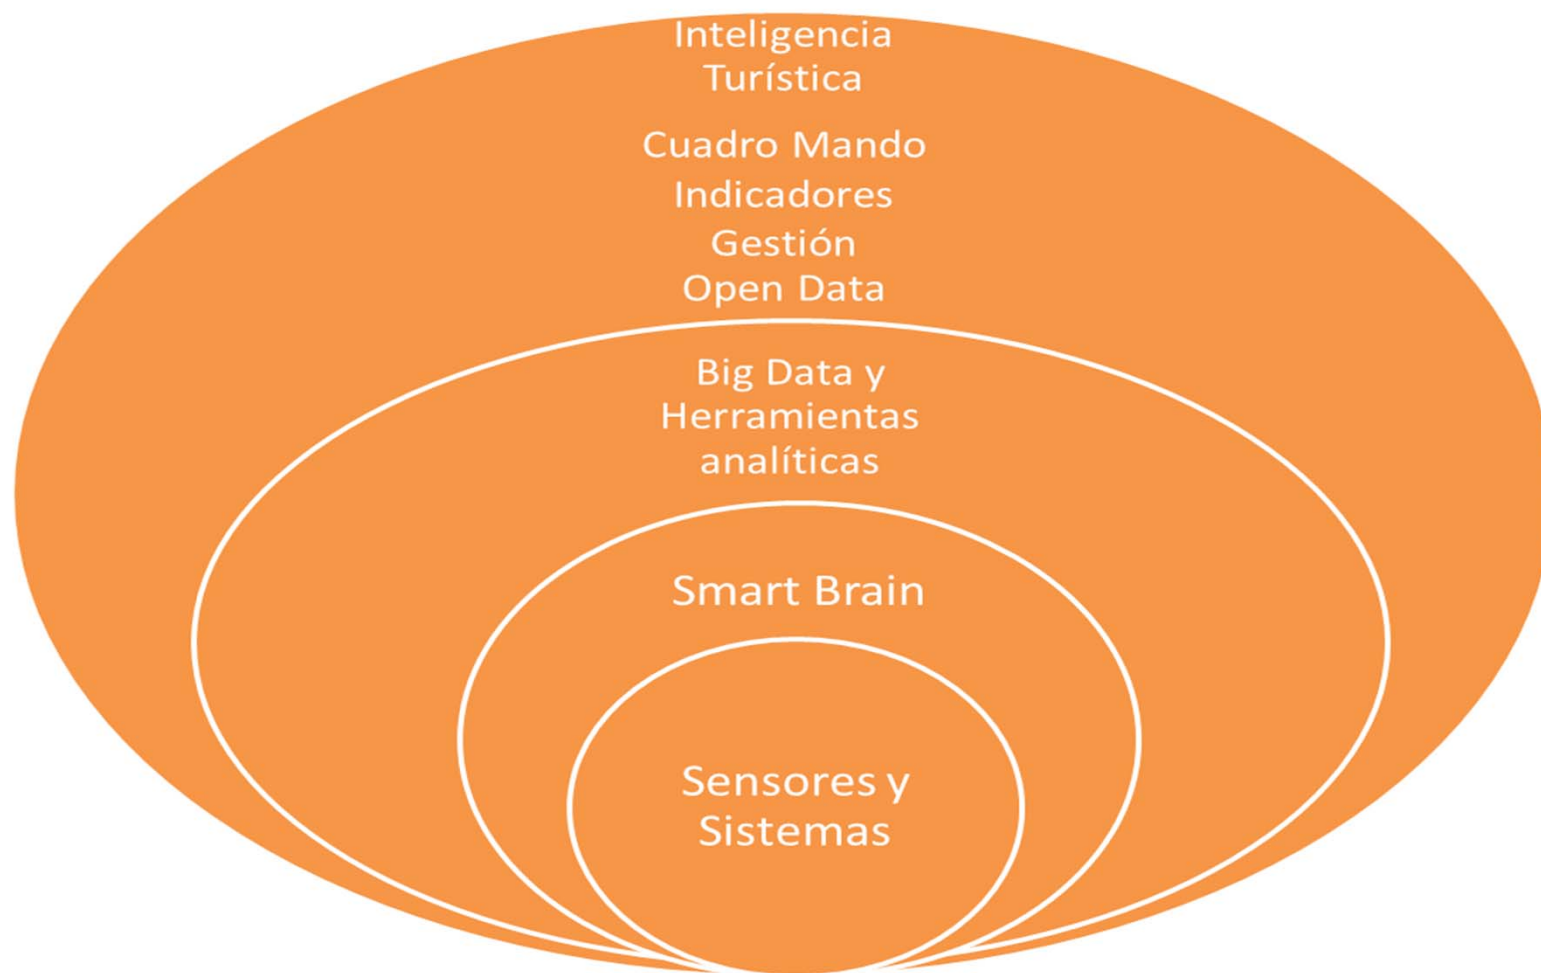 Inteligencia
Turística
Cuadro Mando
Indicadores
Gestión
Open Data
Big Data y
Herramientas
analíticas
Smart Brain
Sensores y
Sistemas